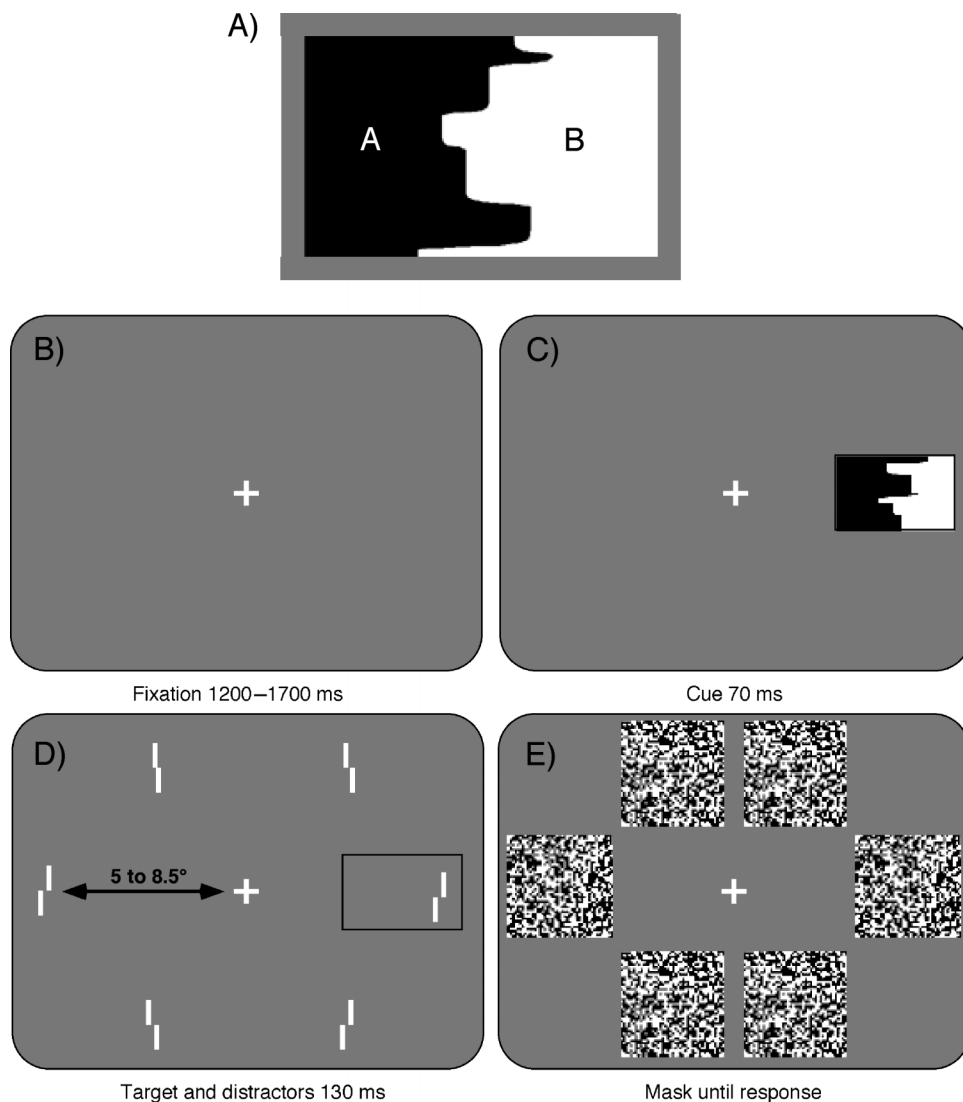 A)
A B
B) C)
Fixation 1200–1700 ms Cue 70 ms
D) E)
5 to 8.5°
Target and distractors 130 ms Mask until response